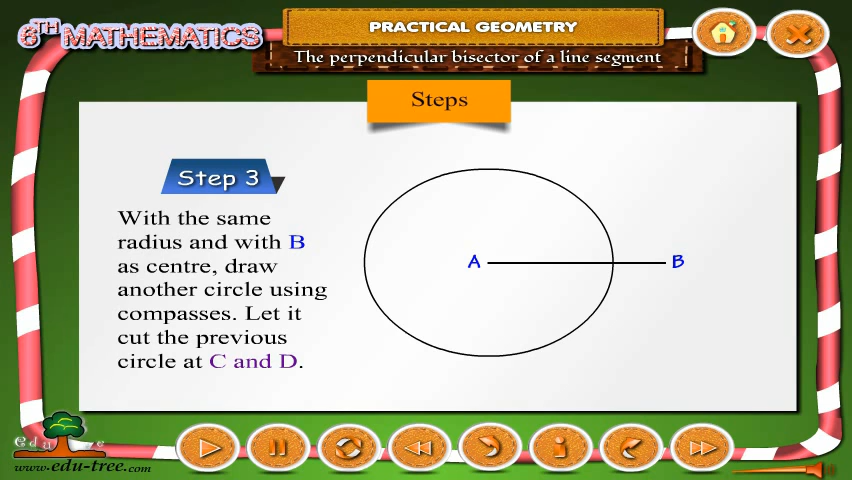 6TH MATHEMATICS
PRACTICAL GEOMETRY
The perpendicular bisector of a line segment
Steps
Step 3
With the same
radius and with B
as centre, draw
another circle using
compasses. Let it
cut the previous
circle at C and D.
A
B
Edu Tree
www.edu-tree.com